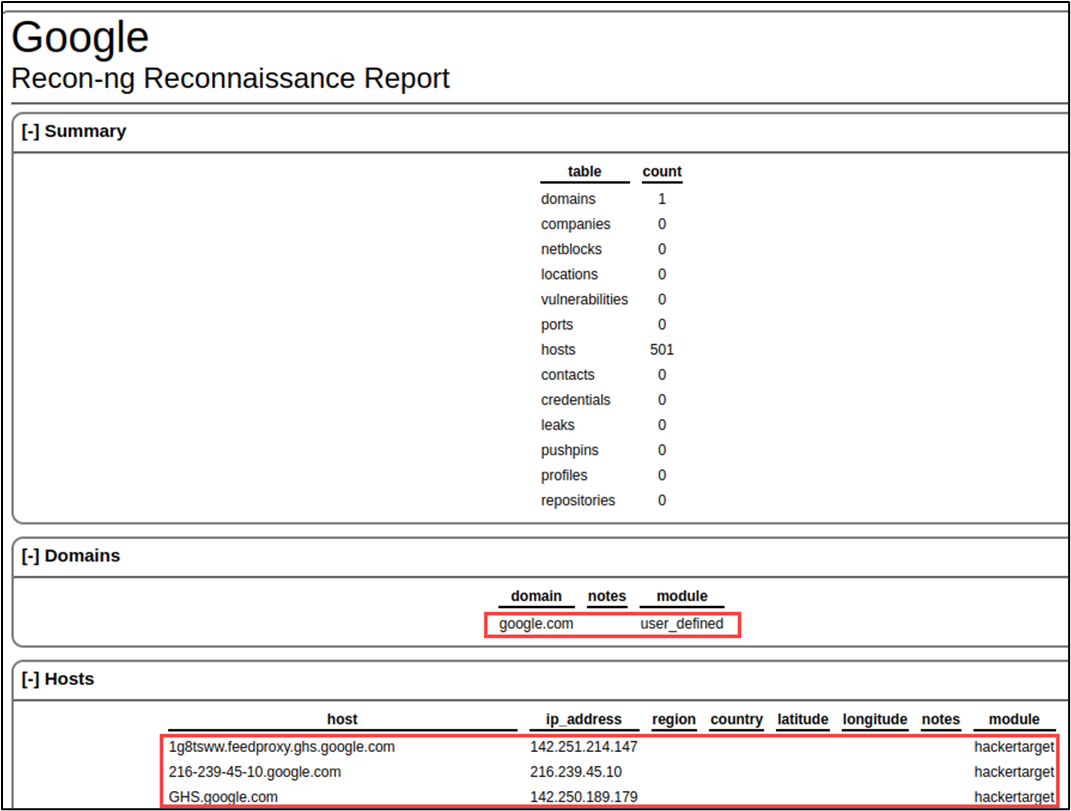 Google
Recon-ng Reconnaissance Report
[-] Summary
table count
domains 1
companies 0
netblocks 0
locations 0
vulnerabilities 0
ports 0
hosts 501
contacts 0
credentials 0
leaks 0
pushpins 0
profiles 0
repositories 0
[-] Domains
domain notes module
google.com user_defined
[-] Hosts
host ip_address region country latitude longitude notes module
1g8tsww.feedproxy.ghs.google.com 142.251.214.147 hackertarget
216-239-45-10.google.com 216.239.45.10 hackertarget
GHS.google.com 142.250.189.179 hackertarget